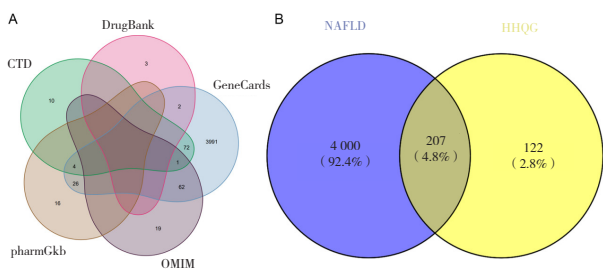 A
DrugBank
CTD
GeneCards
3
10
2
3991
72
1
4
26
62
16
19
pharmGkb
OMIM
B
NAFLD
HHQG
4 000
(92.4%)
207
(4.8%)
122
(2.8%)